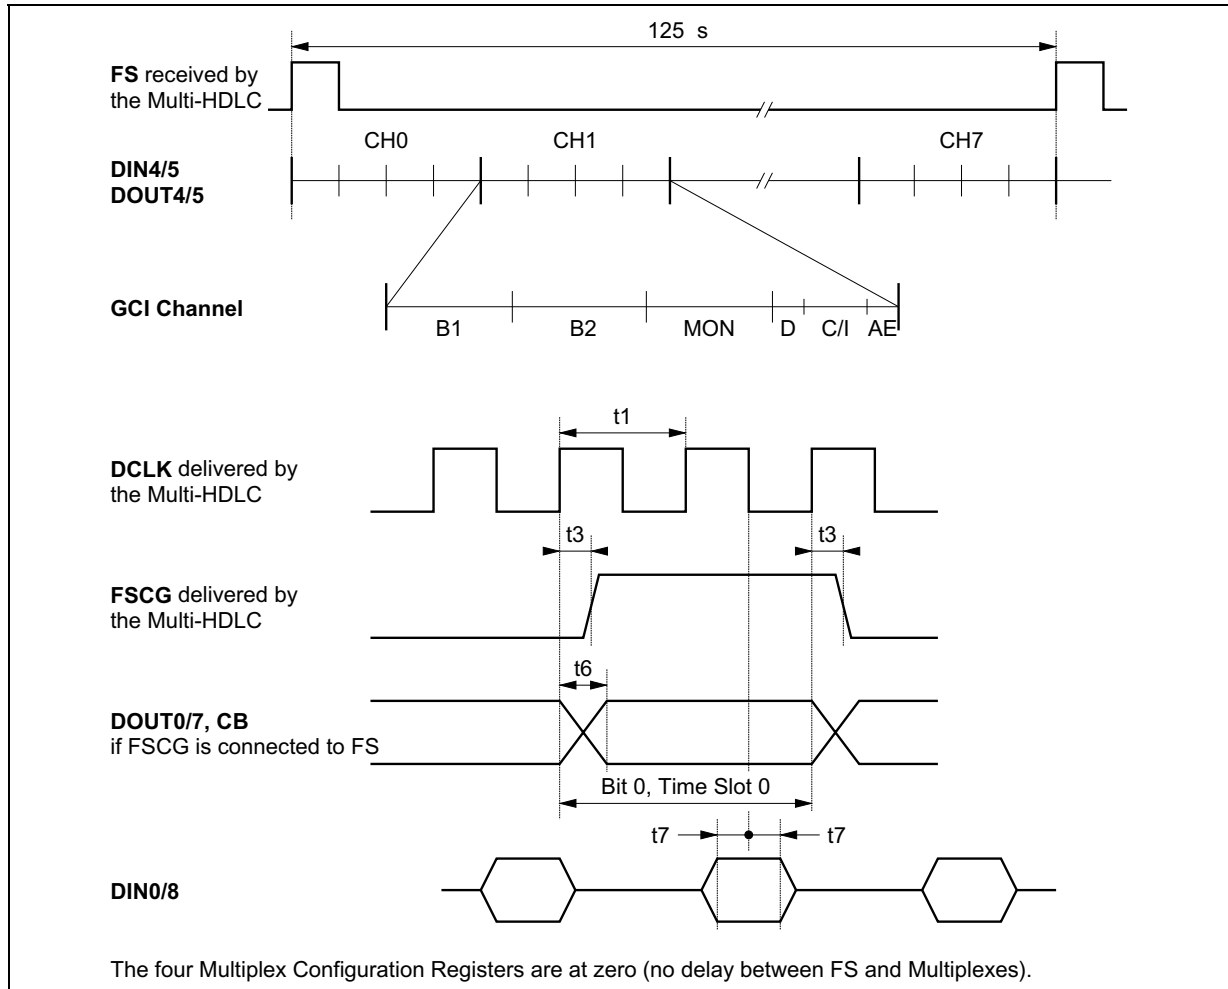 125 s
FS received by
the Multi-HDLC
CH0 CH1 CH7
DIN4/5
DOUT4/5
GCI Channel
B1 B2 MON D C/I AE
t1
DCLK delivered by
the Multi-HDLC
t3 t3
FSCG delivered by
the Multi-HDLC
t6
DOUT0/7, CB
if FSCG is connected to FS
Bit 0, Time Slot 0
t7 t7
DIN0/8
The four Multiplex Configuration Registers are at zero (no delay between FS and Multiplexes).